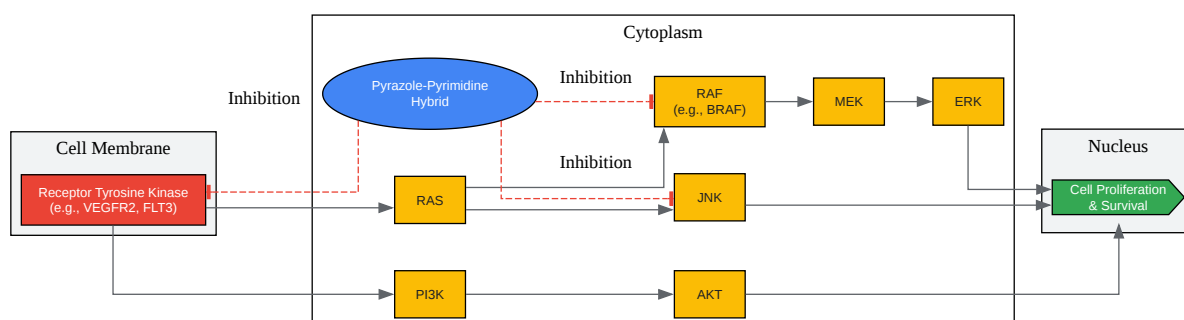 Cytoplasm
Pyrazole-Pyrimidine
Hybrid
Inhibition
Inhibition
RAF
(e.g., BRAF)
MEK
ERK
Cell Membrane
Nucleus
Inhibition
Receptor Tyrosine Kinase
(e.g., VEGFR2, FLT3)
RAS
JNK
Cell Proliferation
& Survival
PI3K
AKT